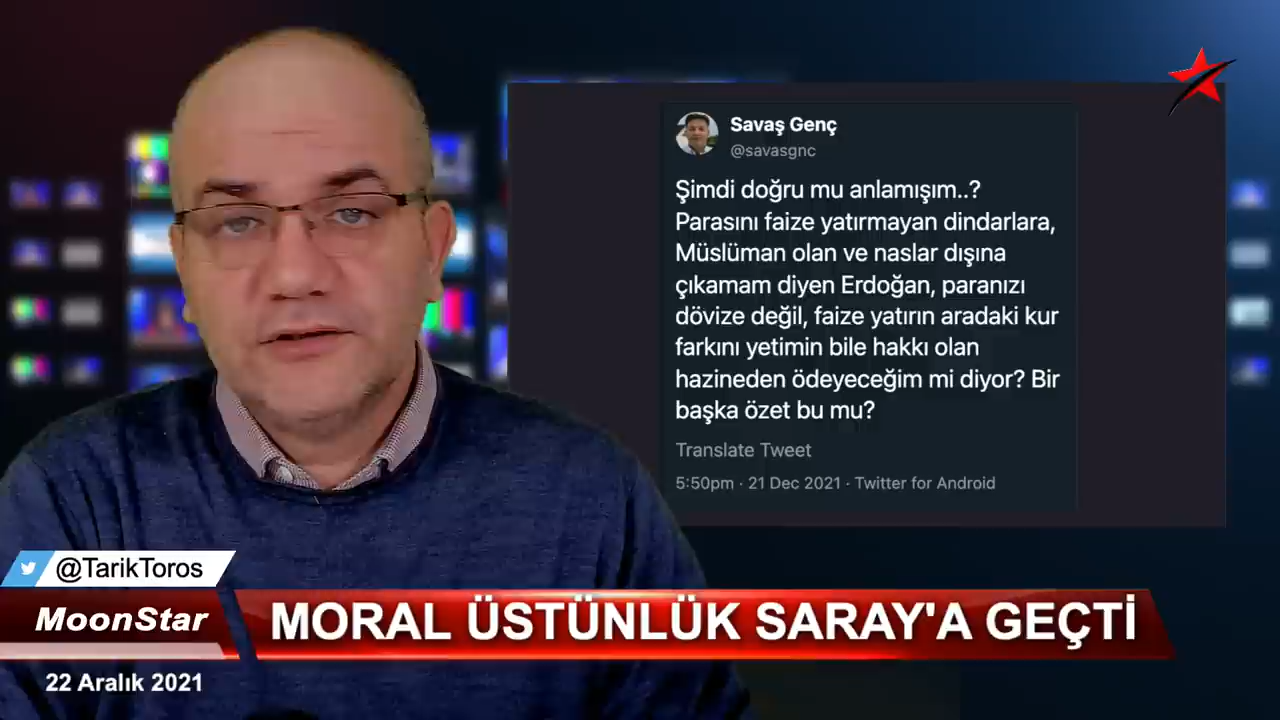 Savaş Genç
@savasgnc
Şimdi doğru mu anlamışım..?
Parasını faize yatırmayan dindarlara,
Müslüman olan ve naslar dışına
çıkamam diyen Erdoğan, paranızı
dövize değil, faize yatırın aradaki kur
farkını yetimin bile hakkı olan
hazineden ödeyeceğim mi diyor? Bir
başka özet bu mu?
Translate Tweet
5:50pm · 21 Dec 2021 · Twitter for Android
@TarikToros
MoonStar
MORAL ÜSTÜNLÜK SARAY'A GEÇTİ
22 Aralık 2021